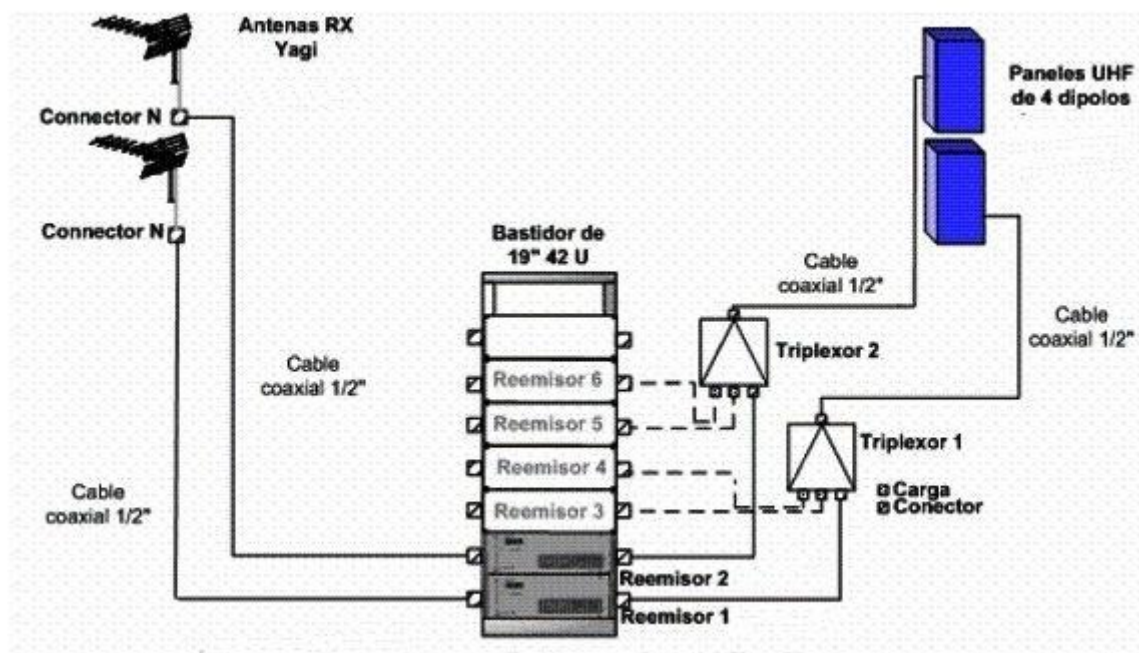 Antenas RX
Yagi
Connector N
Connector N
Cable
coaxial 1/2"
Cable
coaxial 1/2"
Bastidor de
19" 42 U
Reemisor 6
Reemisor 5
Reemisor 4
Reemisor 3
Reemisor 2
Reemisor 1
Cable
coaxial 1/2"
Triplexor 2
Triplexor 1
Carga
Conector
Cable
coaxial 1/2"
Paneles UHF
de 4 dipolos